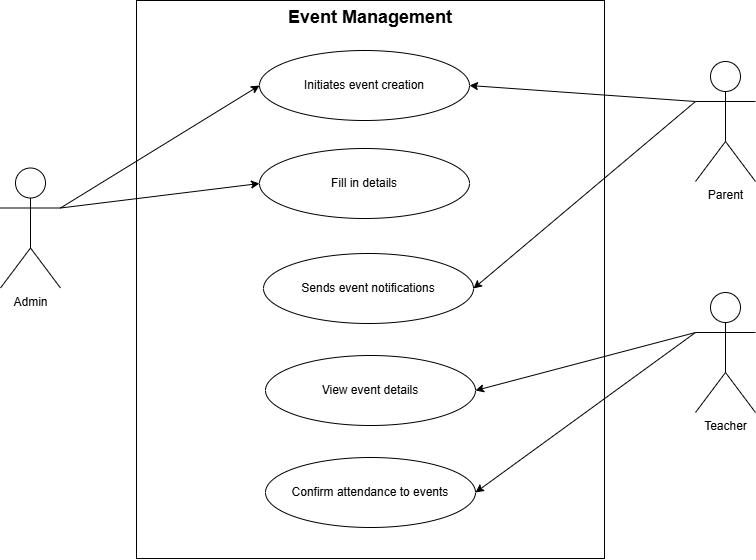 Event Management
Initiates event creation
Fill in details
Parent
Sends event notifications
Admin
View event details
Teacher
Confirm attendance to events